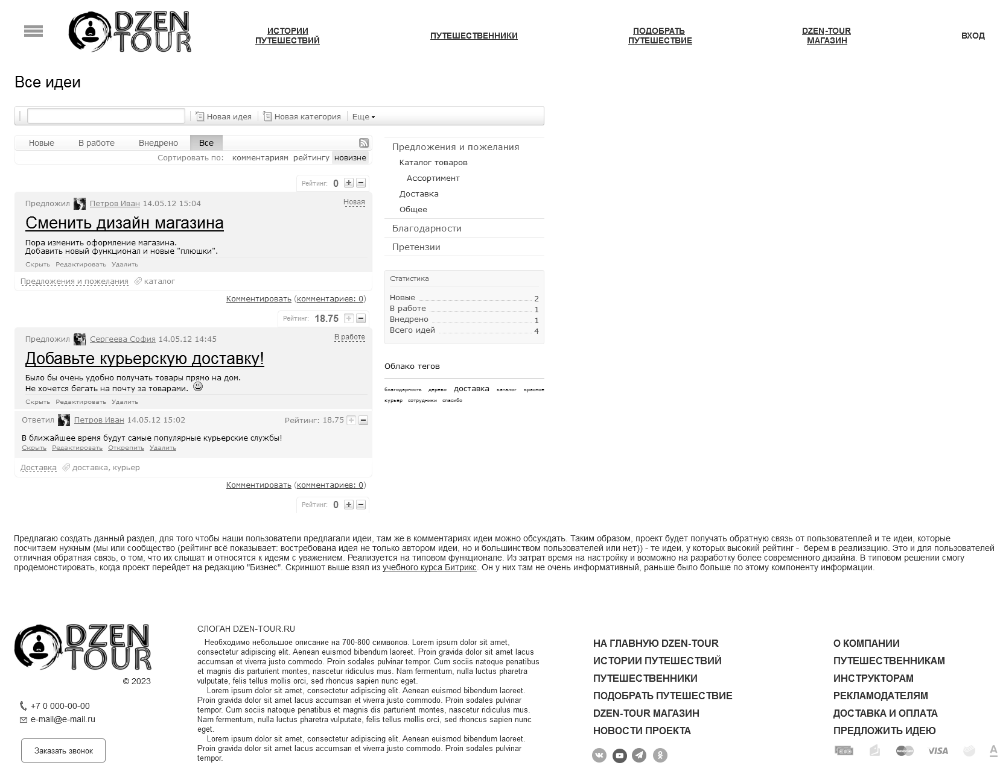 DZEN
TOUR
ИСТОРИИ
ПУТЕШЕСТВИЙ
ПУТЕШЕСТВЕННИКИ
ПОДОБРАТЬ
ПУТЕШЕСТВИЕ
DZEN-TOUR
МАГАЗИН
ВХОД
Все идеи
Новая идея
Новая категория
Еще
Новые В работе Внедрено Все
Сортировать по: комментариям рейтингу новизне
Рейтинг: 0
Предложил Петров Иван 14.05.12 15:04 Новая
Сменить дизайн магазина
Пора изменить оформление магазина.
Добавить новый функционал и новые "плюшки".
Скрыть Редактировать Удалить
Предложения и пожелания каталог
Комментировать (комментариев: 0)
Рейтинг: 18.75
Предложил Сергеева София 14.05.12 14:45 В работе
Добавьте курьерскую доставку!
Было бы очень удобно получать товары прямо на дом.
Не хочется бегать на почту за товарами.
Скрыть Редактировать Удалить
Ответил Петров Иван 14.05.12 15:02 Рейтинг: 18.75
В ближайшее время будут самые популярные курьерские службы!
Скрыть Редактировать Открепить Удалить
Доставка доставка, курьер
Комментировать (комментариев: 0)
Рейтинг: 0
Предложения и пожелания
Каталог товаров
Ассортимент
Доставка
Общее
Благодарности
Претензии
Статистика
Новые 2
В работе 1
Внедрено 1
Всего идей 4
Облако тегов
благодарность дерево доставка каталог красное
курьер сотрудники спасибо
Предлагаю создать данный раздел, для того чтобы наши пользователи предлагали идеи, там же в комментариях идеи можно обсуждать. Таким образом, проект будет получать обратную связь от пользователеплей и те идеи, которые
посчитаем нужным (мы или сообщество (рейтинг всё показывает: востребована идея не только автором идеи, но и большинством пользователей или нет)) - те идеи, у которых высокий рейтинг - берем в реализацию. Это и для пользователей
отличная обратная связь, о том, что их слышат и относятся к идеям с уважением. Реализуется на типовом функционале. Из затрат время на настройку и возможно на разработку более современного дизайна. В типовом решении смогу
продемонстировать, когда проект перейдет на редакцию "Бизнес". Скриншот выше взял из учебного курса Битрикс. Он у них там не очень информативный, раньше было больше по этому компоненту информации.
DZEN
TOUR
© 2023
+7 0 000-00-00
e-mail@e-mail.ru
Заказать звонок
СЛОГАН DZEN-TOUR.RU
Необходимо небольшое описание на 700-800 символов. Lorem ipsum dolor sit amet,
consectetur adipiscing elit. Aenean euismod bibendum laoreet. Proin gravida dolor sit amet lacus
accumsan et viverra justo commodo. Proin sodales pulvinar tempor. Cum sociis natoque penatibus
et magnis dis parturient montes, nascetur ridiculus mus. Nam fermentum, nulla luctus pharetra
vulputate, felis tellus mollis orci, sed rhoncus sapien nunc eget.
Lorem ipsum dolor sit amet, consectetur adipiscing elit. Aenean euismod bibendum laoreet.
Proin gravida dolor sit amet lacus accumsan et viverra justo commodo. Proin sodales pulvinar
tempor. Cum sociis natoque penatibus et magnis dis parturient montes, nascetur ridiculus mus.
Nam fermentum, nulla luctus pharetra vulputate, felis tellus mollis orci, sed rhoncus sapien nunc
eget.
Lorem ipsum dolor sit amet, consectetur adipiscing elit. Aenean euismod bibendum laoreet.
Proin gravida dolor sit amet lacus accumsan et viverra justo commodo. Proin sodales pulvinar
tempor.
НА ГЛАВНУЮ DZEN-TOUR
ИСТОРИИ ПУТЕШЕСТВИЙ
ПУТЕШЕСТВЕННИКИ
ПОДОБРАТЬ ПУТЕШЕСТВИЕ
DZEN-TOUR МАГАЗИН
НОВОСТИ ПРОЕКТА
О КОМПАНИИ
ПУТЕШЕСТВЕННИКАМ
ИНСТРУКТОРАМ
РЕКЛАМОДАТЕЛЯМ
ДОСТАВКА И ОПЛАТА
ПРЕДЛОЖИТЬ ИДЕЮ
MasterCard VISA A